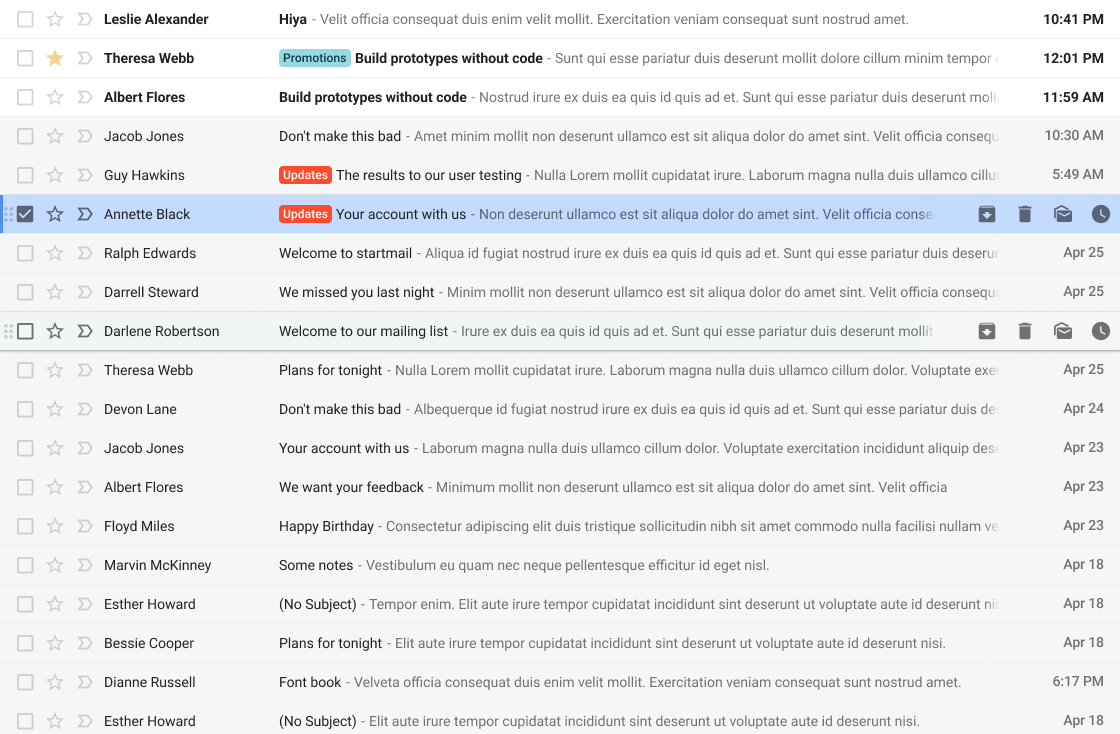 Leslie Alexander Hiya - Velit officia consequat duis enim velit mollit. Exercitation veniam consequat sunt nostrud amet. 10:41 PM
Theresa Webb Promotions Build prototypes without code - Sunt qui esse pariatur duis deserunt mollit dolore cillum minim tempor 12:01 PM
Albert Flores Build prototypes without code - Nostrud irure ex duis ea quis id quis ad et. Sunt qui esse pariatur duis deserunt 11:59 AM
Jacob Jones Don't make this bad - Amet minim mollit non deserunt ullamco est sit aliqua dolor do amet sint. Velit officia 10:30 AM
Guy Hawkins Updates The results to our user testing - Nulla Lorem mollit cupidatat irure. Laborum magna nulla duis ullamco 5:49 AM
Annette Black Updates Your account with us - Non deserunt ullamco est sit aliqua dolor do amet sint. Velit officia
Ralph Edwards Welcome to startmail - Aliqua id fugiat nostrud irure ex duis ea quis id quis ad et. Sunt qui esse pariatur duis Apr 25
Darrell Steward We missed you last night - Minim mollit non deserunt ullamco est sit aliqua dolor do amet sint. Velit officia Apr 25
Darlene Robertson Welcome to our mailing list - Irure ex duis ea quis id quis ad et. Sunt qui esse pariatur duis deserunt mollit
Theresa Webb Plans for tonight - Nulla Lorem mollit cupidatat irure. Laborum magna nulla duis ullamco cillum dolor. Voluptate Apr 25
Devon Lane Don't make this bad - Albequerque id fugiat nostrud irure ex duis ea quis id quis ad et. Sunt qui esse pariatur duis Apr 24
Jacob Jones Your account with us - Laborum magna nulla duis ullamco cillum dolor. Voluptate exercitation incididunt aliquip Apr 23
Albert Flores We want your feedback - Minimum mollit non deserunt ullamco est sit aliqua dolor do amet sint. Velit officia Apr 23
Floyd Miles Happy Birthday - Consectetur adipiscing elit duis tristique sollicitudin nibh sit amet commodo nulla facilisi nullam Apr 23
Marvin McKinney Some notes - Vestibulum eu quam nec neque pellentesque efficitur id eget nisl. Apr 18
Esther Howard (No Subject) - Tempor enim. Elit aute irure tempor cupidatat incididunt sint deserunt ut voluptate aute id deserunt Apr 18
Bessie Cooper Plans for tonight - Elit aute irure tempor cupidatat incididunt sint deserunt ut voluptate aute id deserunt nisi. Apr 18
Dianne Russell Font book - Velveta officia consequat duis enim velit mollit. Exercitation veniam consequat sunt nostrud amet. 6:17 PM
Esther Howard (No Subject) - Elit aute irure tempor cupidatat incididunt sint deserunt ut voluptate aute id deserunt nisi. Apr 18